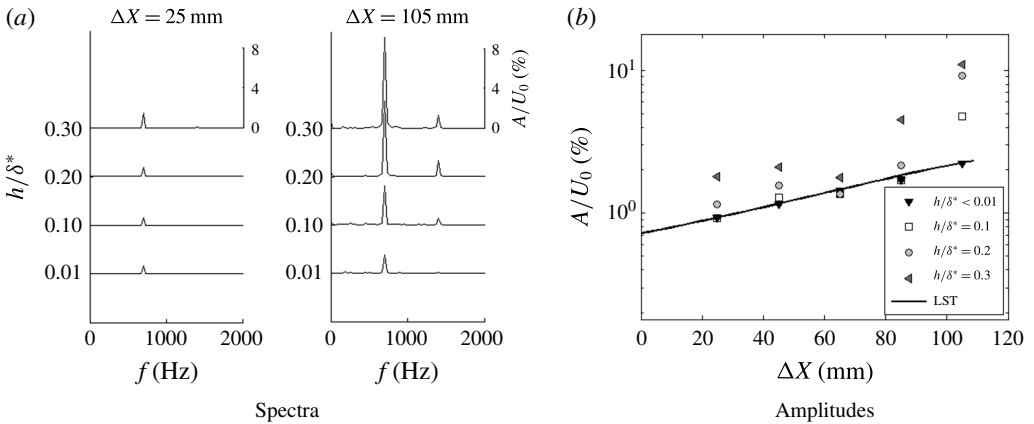 (a)
ΔX = 25 mm
ΔX = 105 mm
8
4
0
8
4
0
A/U0 (%)
h/δ*
0.30
0.20
0.10
0.01
0.30
0.20
0.10
0.01
0 1000 2000
0 1000 2000
f (Hz)
f (Hz)
Spectra
(b)
A/U0 (%)
10^1
10^0
h/δ* < 0.01
h/δ* = 0.1
h/δ* = 0.2
h/δ* = 0.3
LST
0 20 40 60 80 100 120
ΔX (mm)
Amplitudes